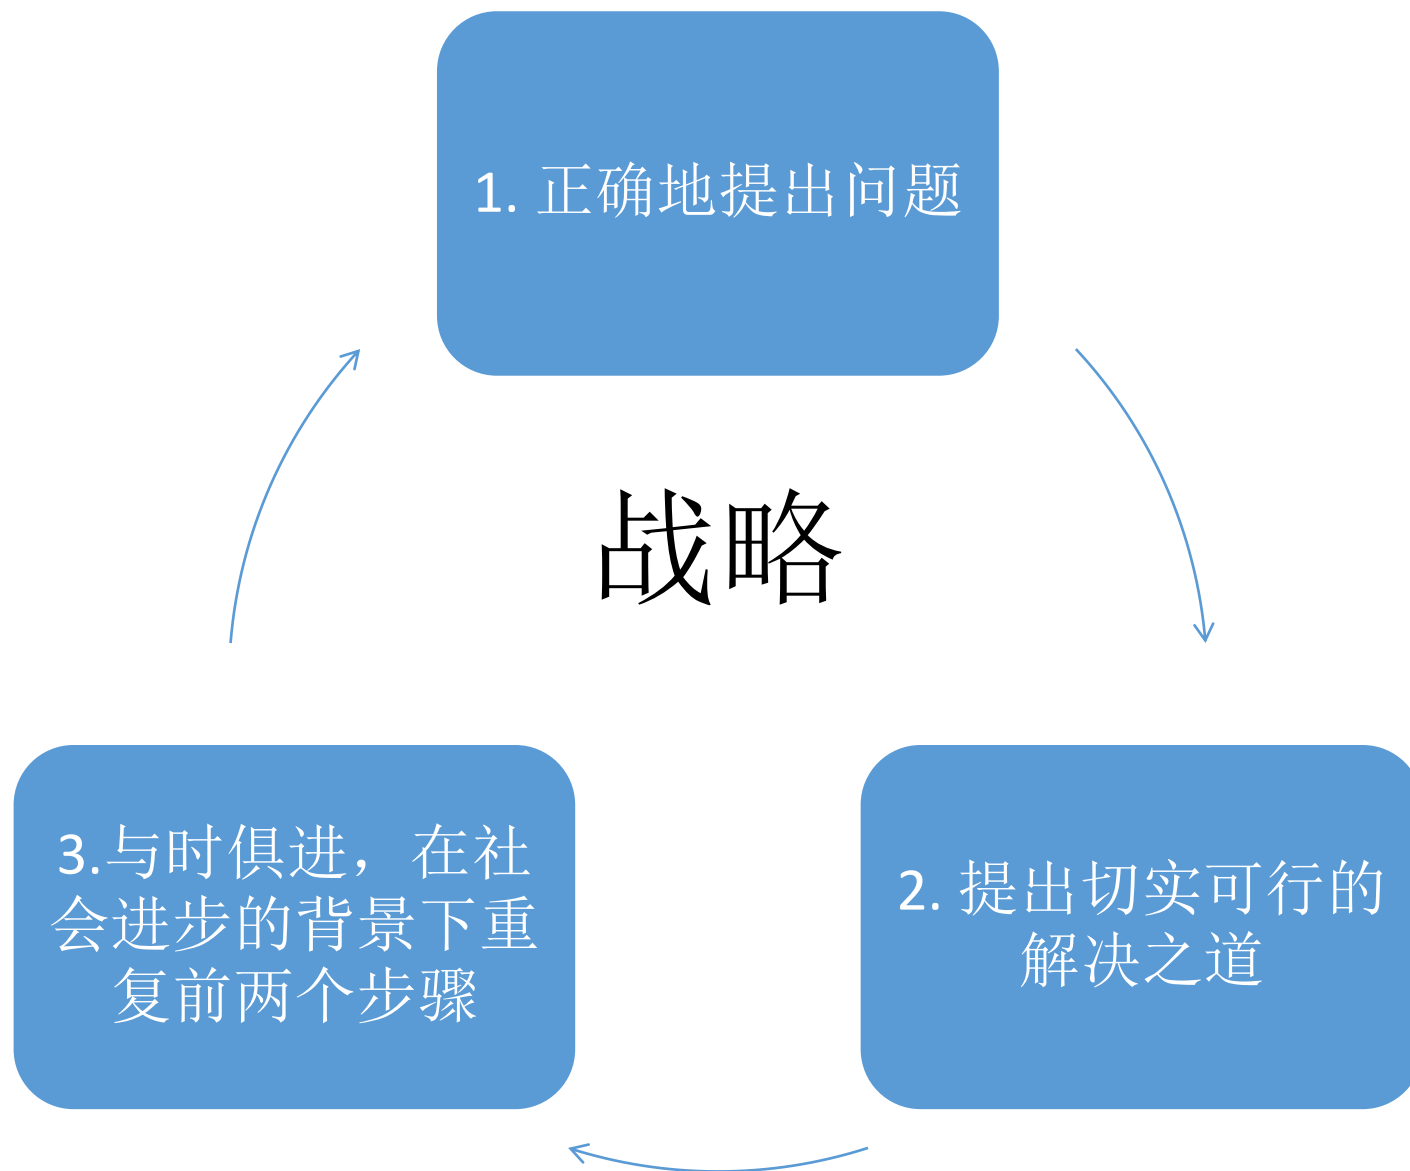 1. 正确地提出问题
战略
2. 提出切实可行的
解决之道
3.与时俱进，在社
会进步的背景下重
复前两个步骤